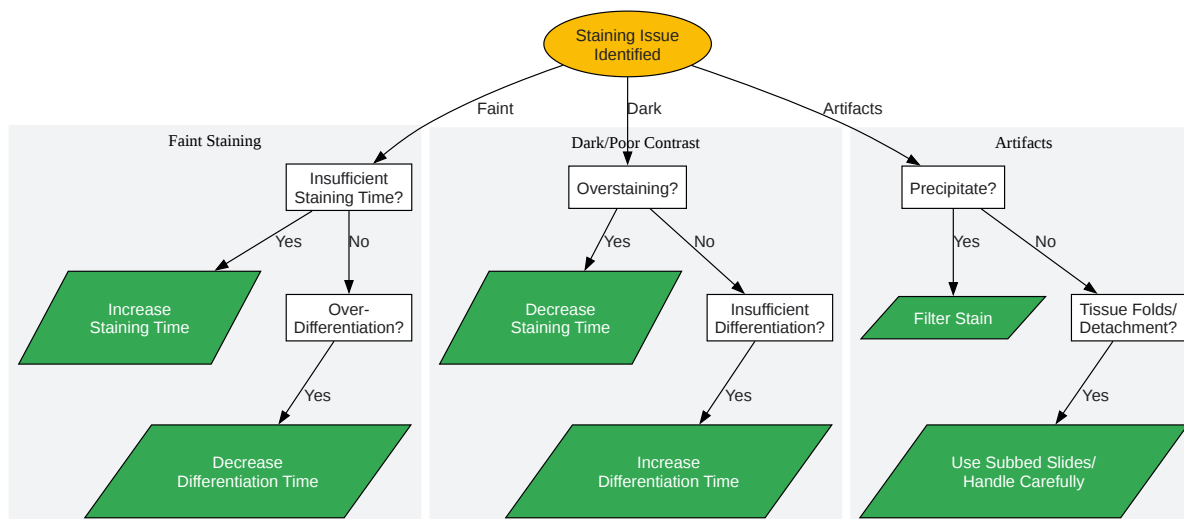 Staining Issue
Identified
Faint
Dark
Artifacts
Faint Staining
Dark/Poor Contrast
Artifacts
Insufficient
Staining Time?
Overstaining?
Precipitate?
Yes
No
Yes
No
Yes
No
Increase
Staining Time
Over-
Differentiation?
Decrease
Staining Time
Insufficient
Differentiation?
Filter Stain
Tissue Folds/
Detachment?
Yes
Yes
Yes
Decrease
Differentiation Time
Increase
Differentiation Time
Use Subbed Slides/
Handle Carefully